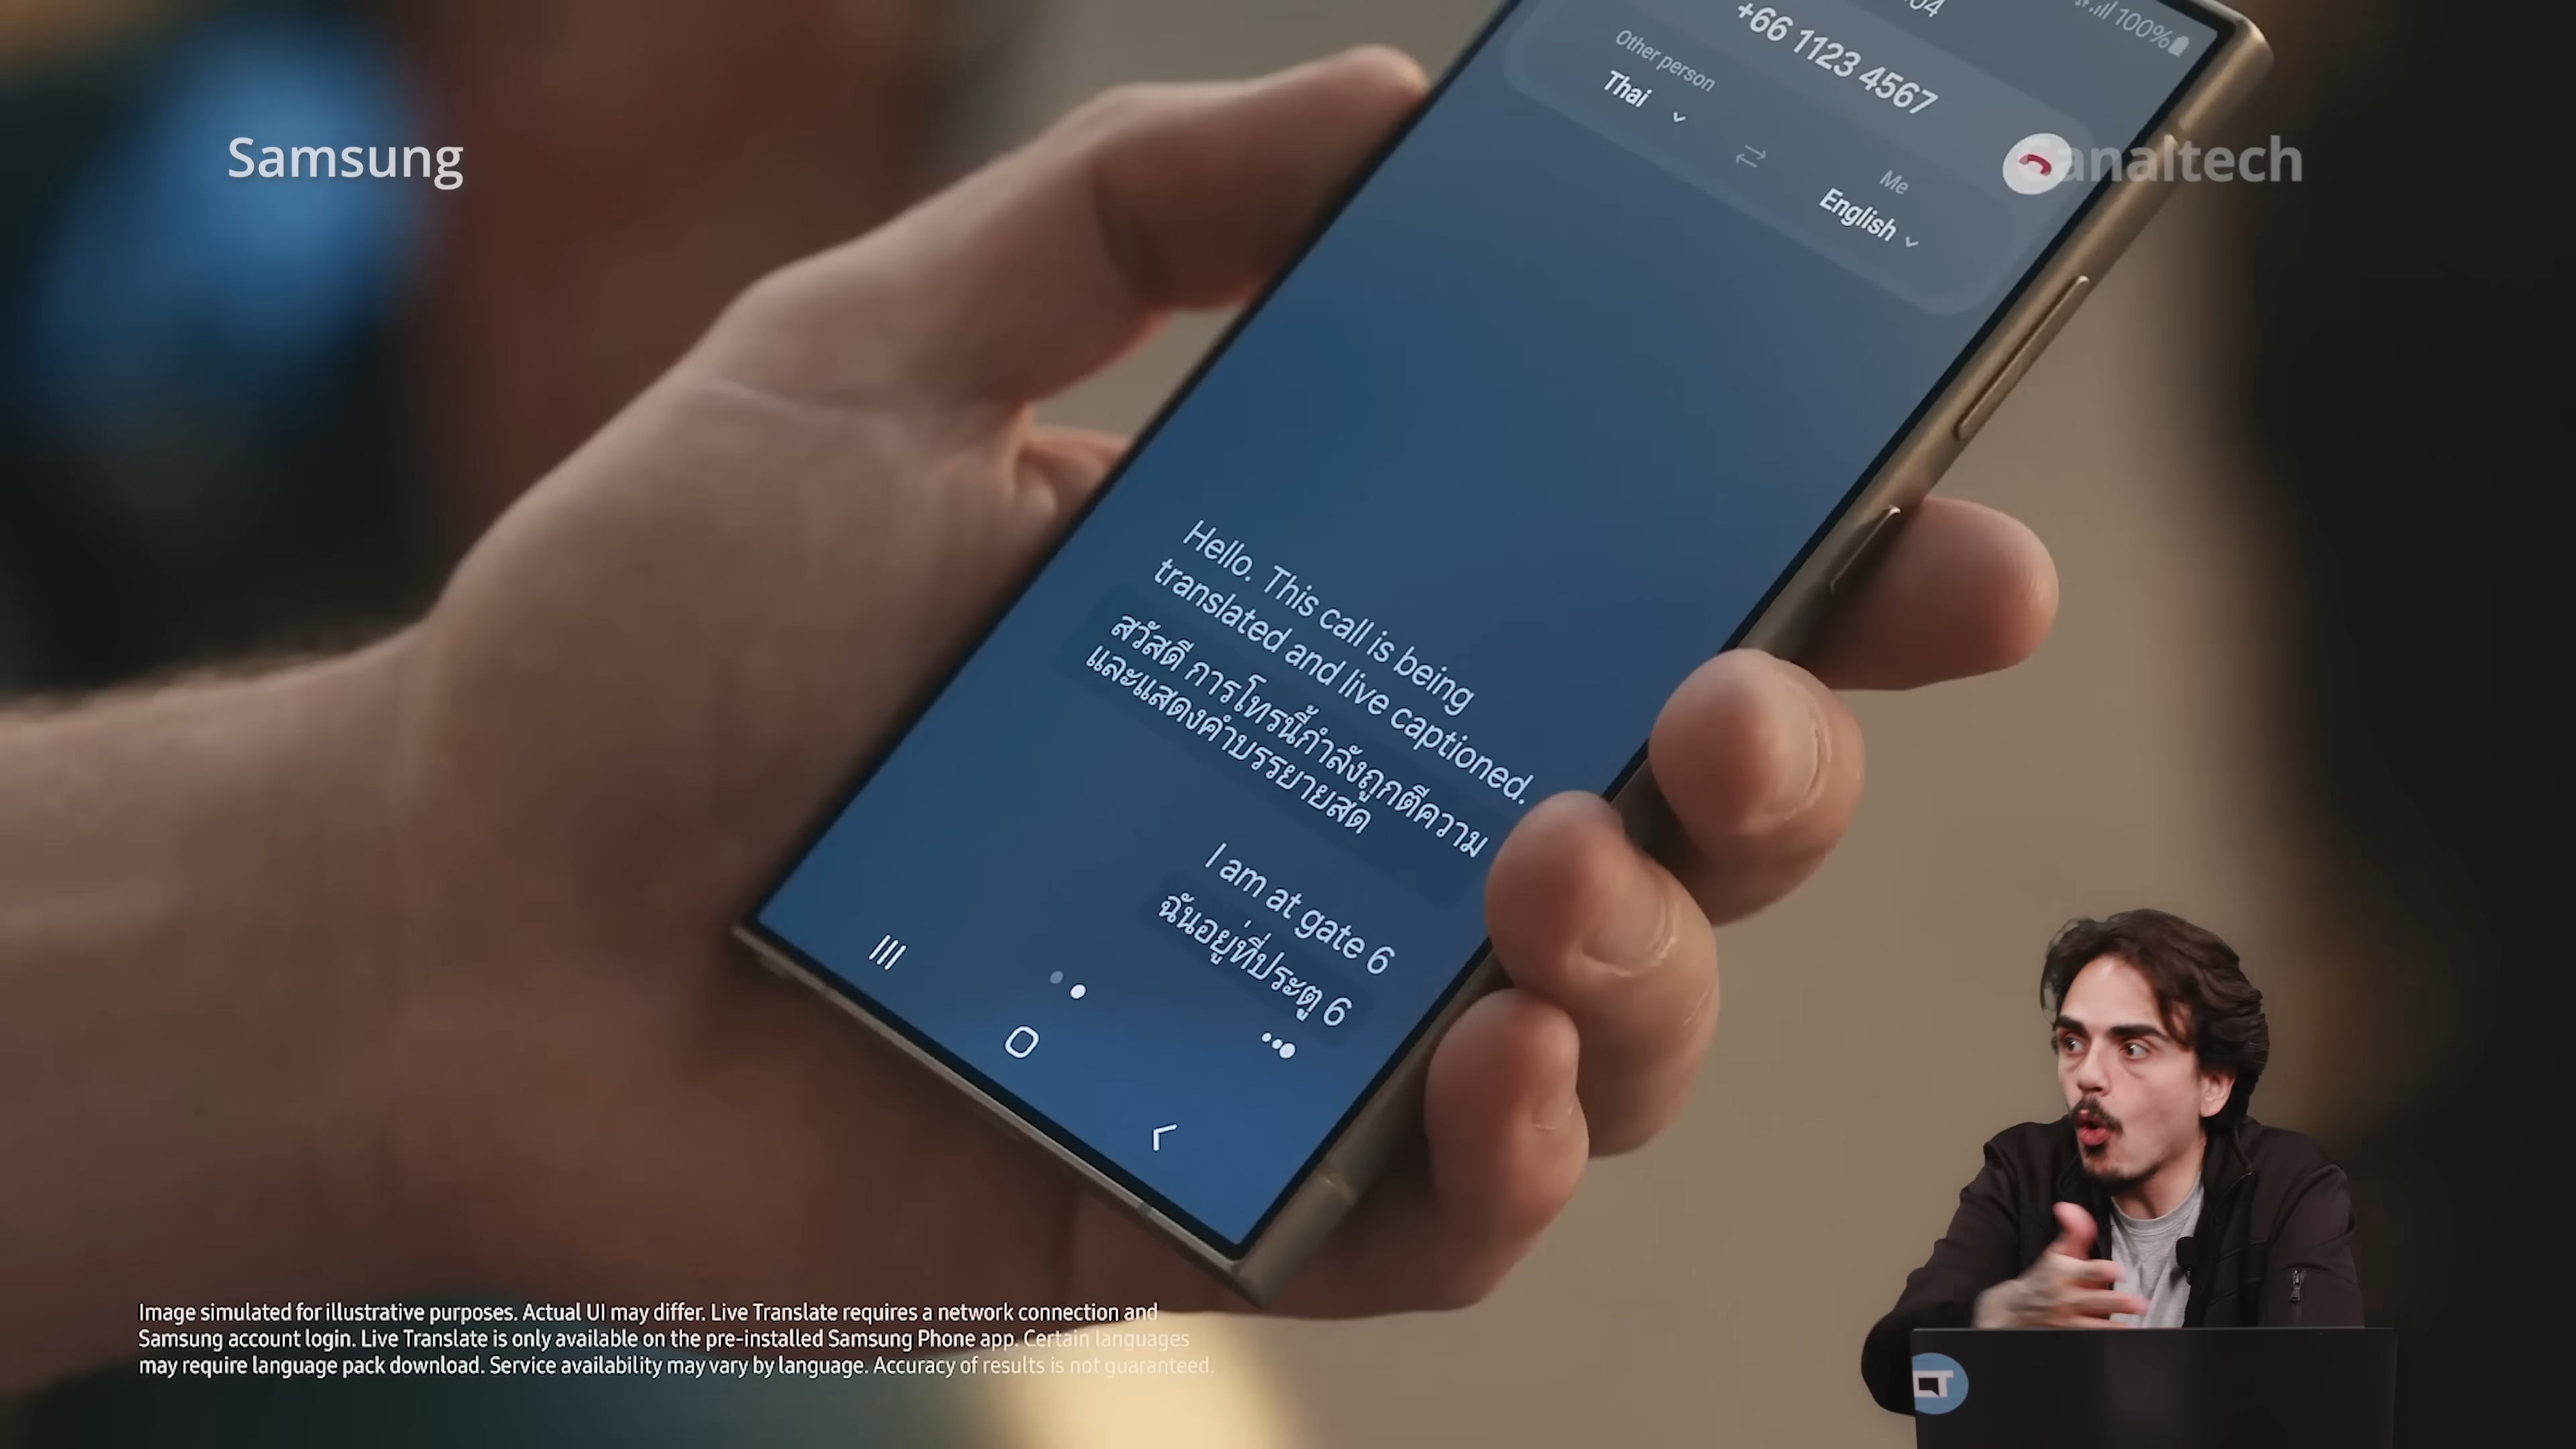 Samsung
Canaltech
04
100%
+66 1123 4567
Other person
Thai
Me
English
Hello. This call is being
translated and live captioned.
สวัสดี การโทรนี้กำลังถูกตีความ
และแสดงคำบรรยายสด
I am at gate 6
ฉันอยู่ที่ประตู 6
Image simulated for illustrative purposes. Actual UI may differ. Live Translate requires a network connection and
Samsung account login. Live Translate is only available on the pre-installed Samsung Phone app. Certain languages
may require language pack download. Service availability may vary by language. Accuracy of results is not guaranteed.
CT